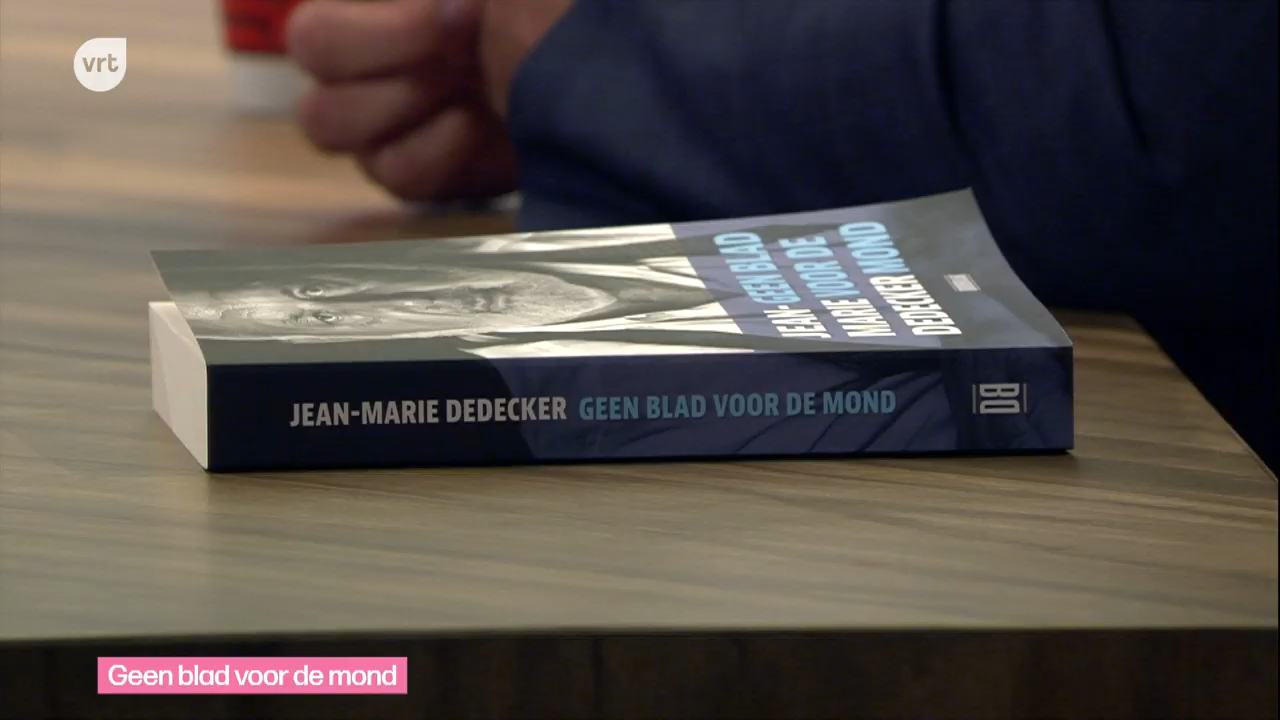 vrt
GEEN BLAD
VOOR DE
MOND
JEAN-
MARIE
DEDECKER
JEAN-MARIE DEDECKER GEEN BLAD VOOR DE MOND
BD
Geen blad voor de mond